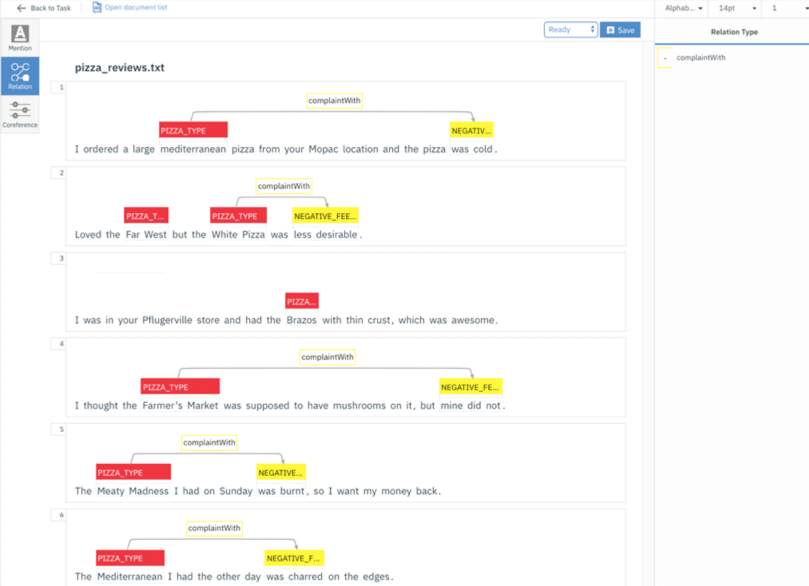 Back to Task
Open document list
Alphab...
14pt
1
Mention
Relation
Coreference
Ready
Save
Relation Type
- complaintWith
pizza_reviews.txt
1
complaintWith
PIZZA_TYPE NEGATIV...
I ordered a large mediterranean pizza from your Mopac location and the pizza was cold.
2
complaintWith
PIZZA_T... PIZZA_TYPE NEGATIVE_FEE...
Loved the Far West but the White Pizza was less desirable.
3
PIZZA...
I was in your Pflugerville store and had the Brazos with thin crust, which was awesome.
4
complaintWith
PIZZA_TYPE NEGATIVE_FE...
I thought the Farmer's Market was supposed to have mushrooms on it, but mine did not.
5
complaintWith
PIZZA_TYPE NEGATIVE...
The Meaty Madness I had on Sunday was burnt, so I want my money back.
6
complaintWith
PIZZA_TYPE NEGATIVE_F...
The Mediterranean I had the other day was charred on the edges.